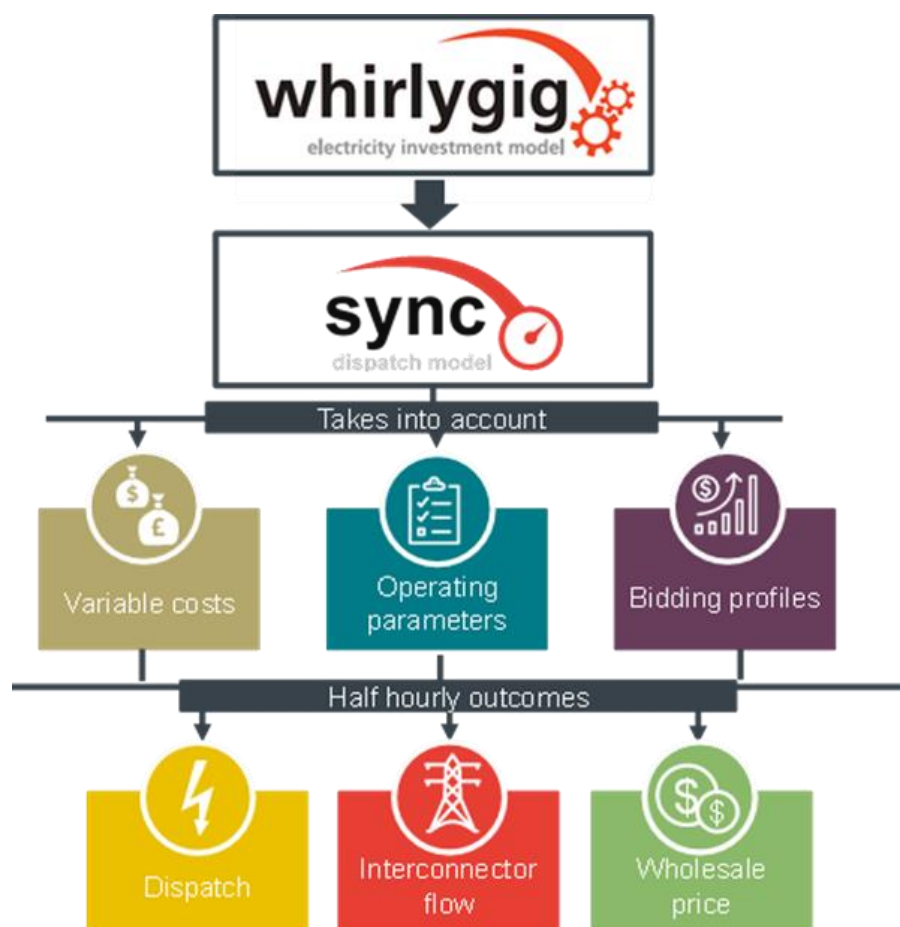 whirlygig
electricity investment model
sync
dispatch model
Takes into account
$
£
$
Variable costs
Operating
parameters
Bidding profiles
Half hourly outcomes
$
$
Dispatch
Interconnector
flow
Wholesale
price